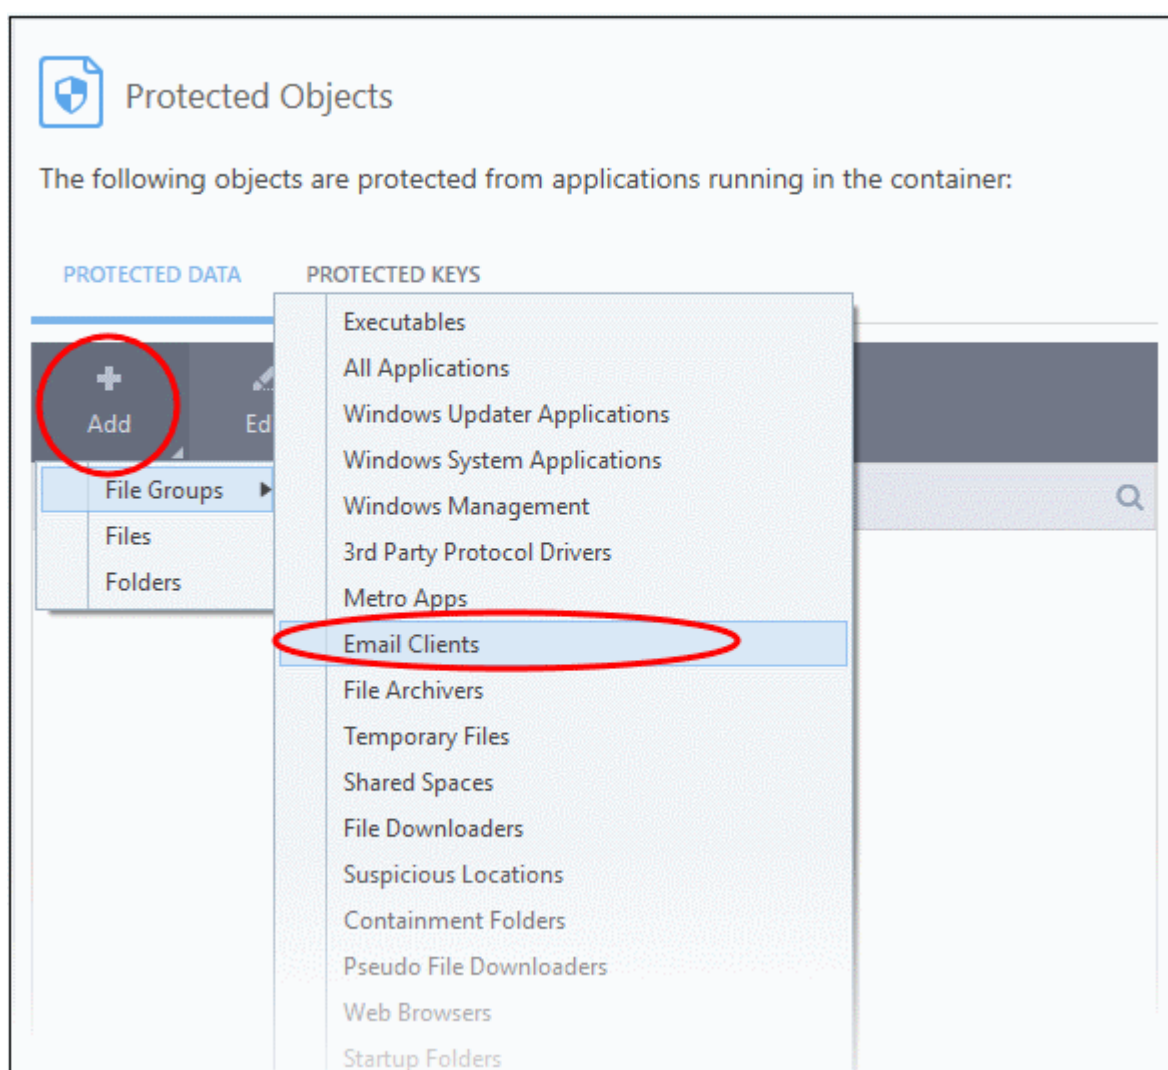 Protected Objects
The following objects are protected from applications running in the container:
PROTECTED DATA
PROTECTED KEYS
Add
Ed
File Groups
Files
Folders
Executables
All Applications
Windows Updater Applications
Windows System Applications
Windows Management
3rd Party Protocol Drivers
Metro Apps
Email Clients
File Archivers
Temporary Files
Shared Spaces
File Downloaders
Suspicious Locations
Containment Folders
Pseudo File Downloaders
Web Browsers
Startup Folders